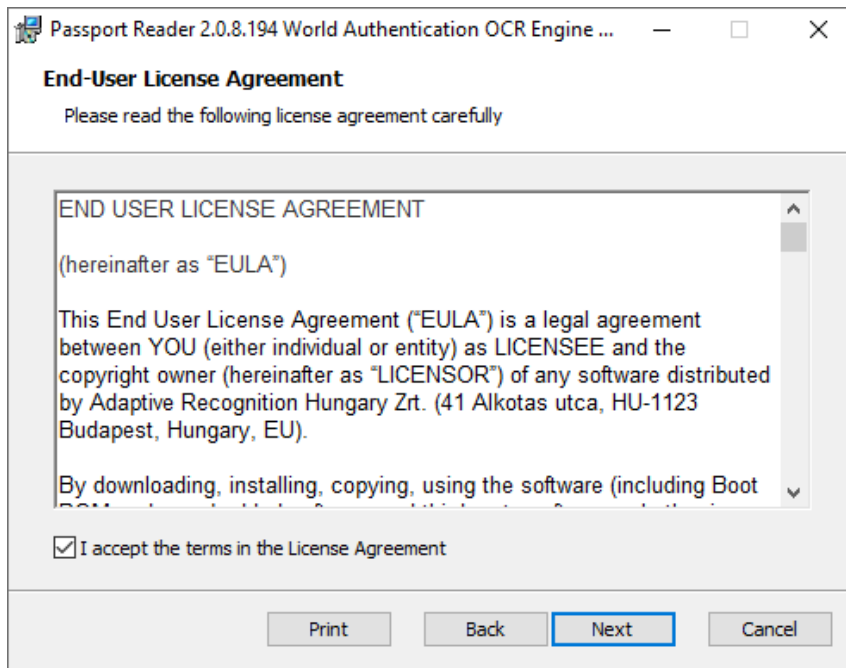 Passport Reader 2.0.8.194 World Authentication OCR Engine ...
End-User License Agreement
Please read the following license agreement carefully
END USER LICENSE AGREEMENT
(hereinafter as “EULA”)
This End User License Agreement (“EULA”) is a legal agreement
between YOU (either individual or entity) as LICENSEE and the
copyright owner (hereinafter as “LICENSOR”) of any software distributed
by Adaptive Recognition Hungary Zrt. (41 Alkotas utca, HU-1123
Budapest, Hungary, EU).
By downloading, installing, copying, using the software (including Boot
I accept the terms in the License Agreement
Print Back Next Cancel